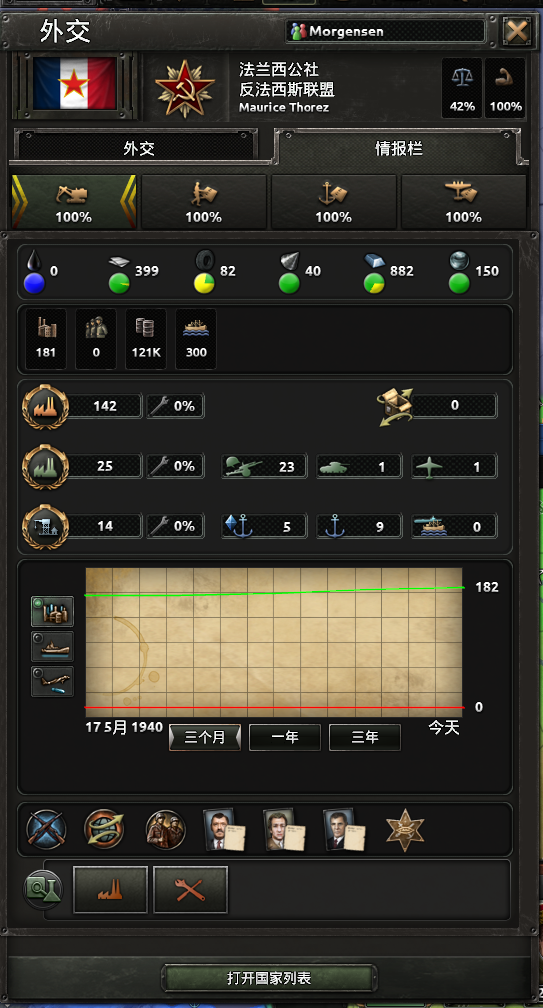 外交
Morgensen
法兰西公社
反法西斯联盟
Maurice Thorez
42%
100%
外交
情报栏
100%
100%
100%
100%
0
399
82
40
882
150
181
0
121K
300
142
0%
0
25
0%
23
1
1
14
0%
5
9
0
182
0
17 5月 1940
今天
三个月
一年
三年
打开国家列表